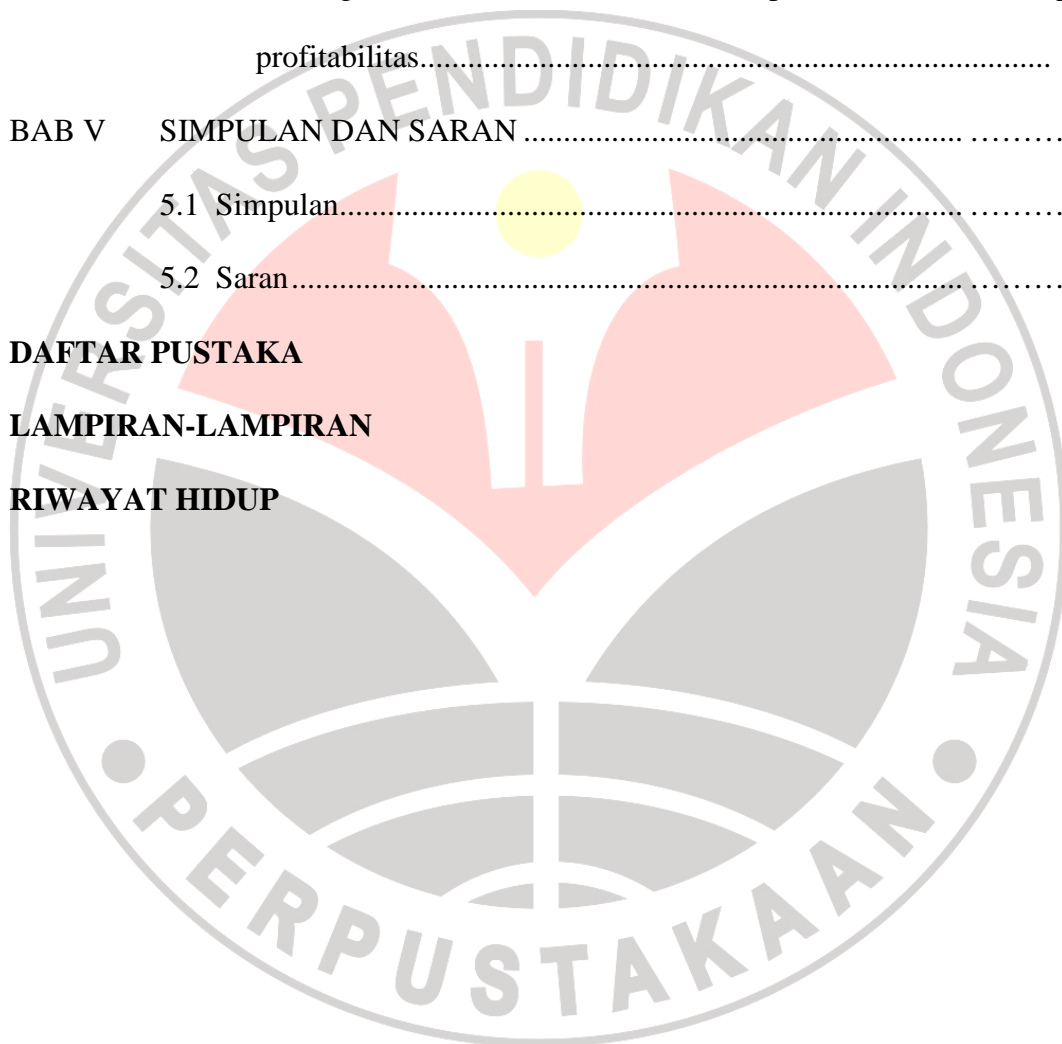 profitabilitas...............................................................................
BAB V SIMPULAN DAN SARAN ....................................................... .........
5.1 Simpulan.............................................................................. .........
5.2 Saran.................................................................................... .........
DAFTAR PUSTAKA
LAMPIRAN-LAMPIRAN
RIWAYAT HIDUP
UNIVERSITAS PENDIDIKAN INDONESIA
PERPUSTAKAAN